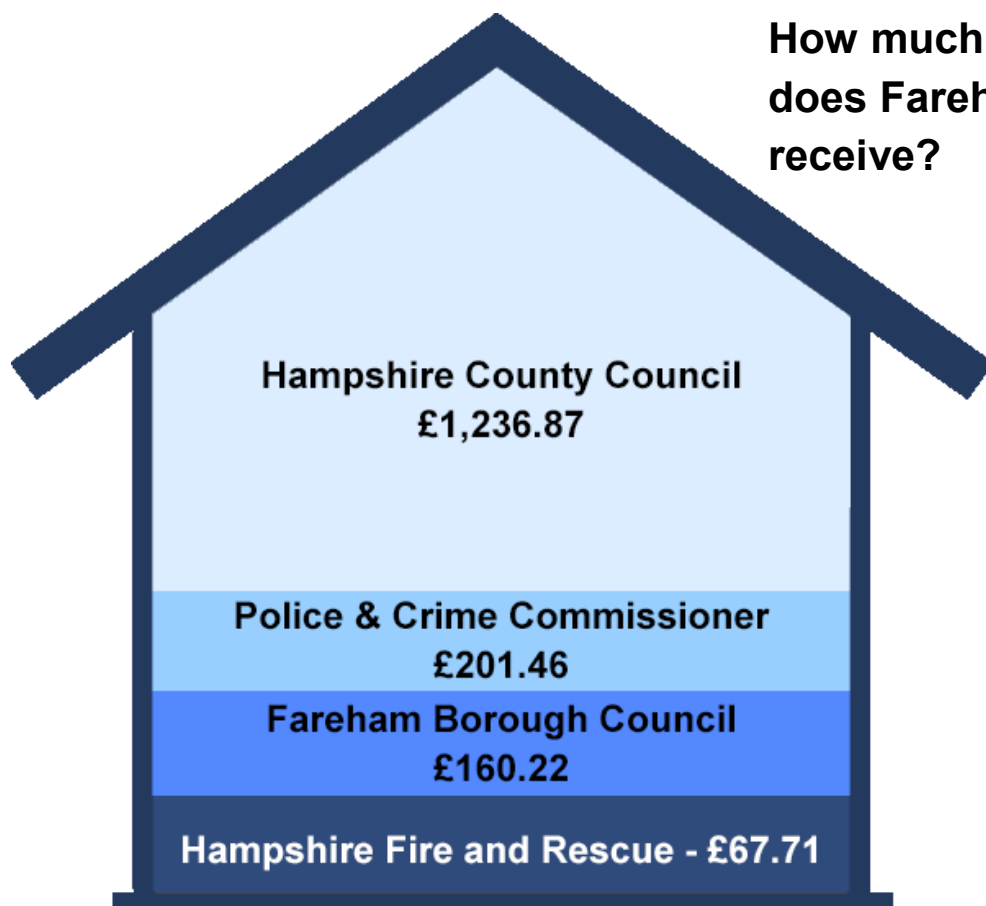 How much
does
receive?
Hampshire County Council
£1,236.87
Police & Crime Commissioner
£201.46
Fareham Borough Council
£160.22
Hampshire Fire and Rescue - £67.71